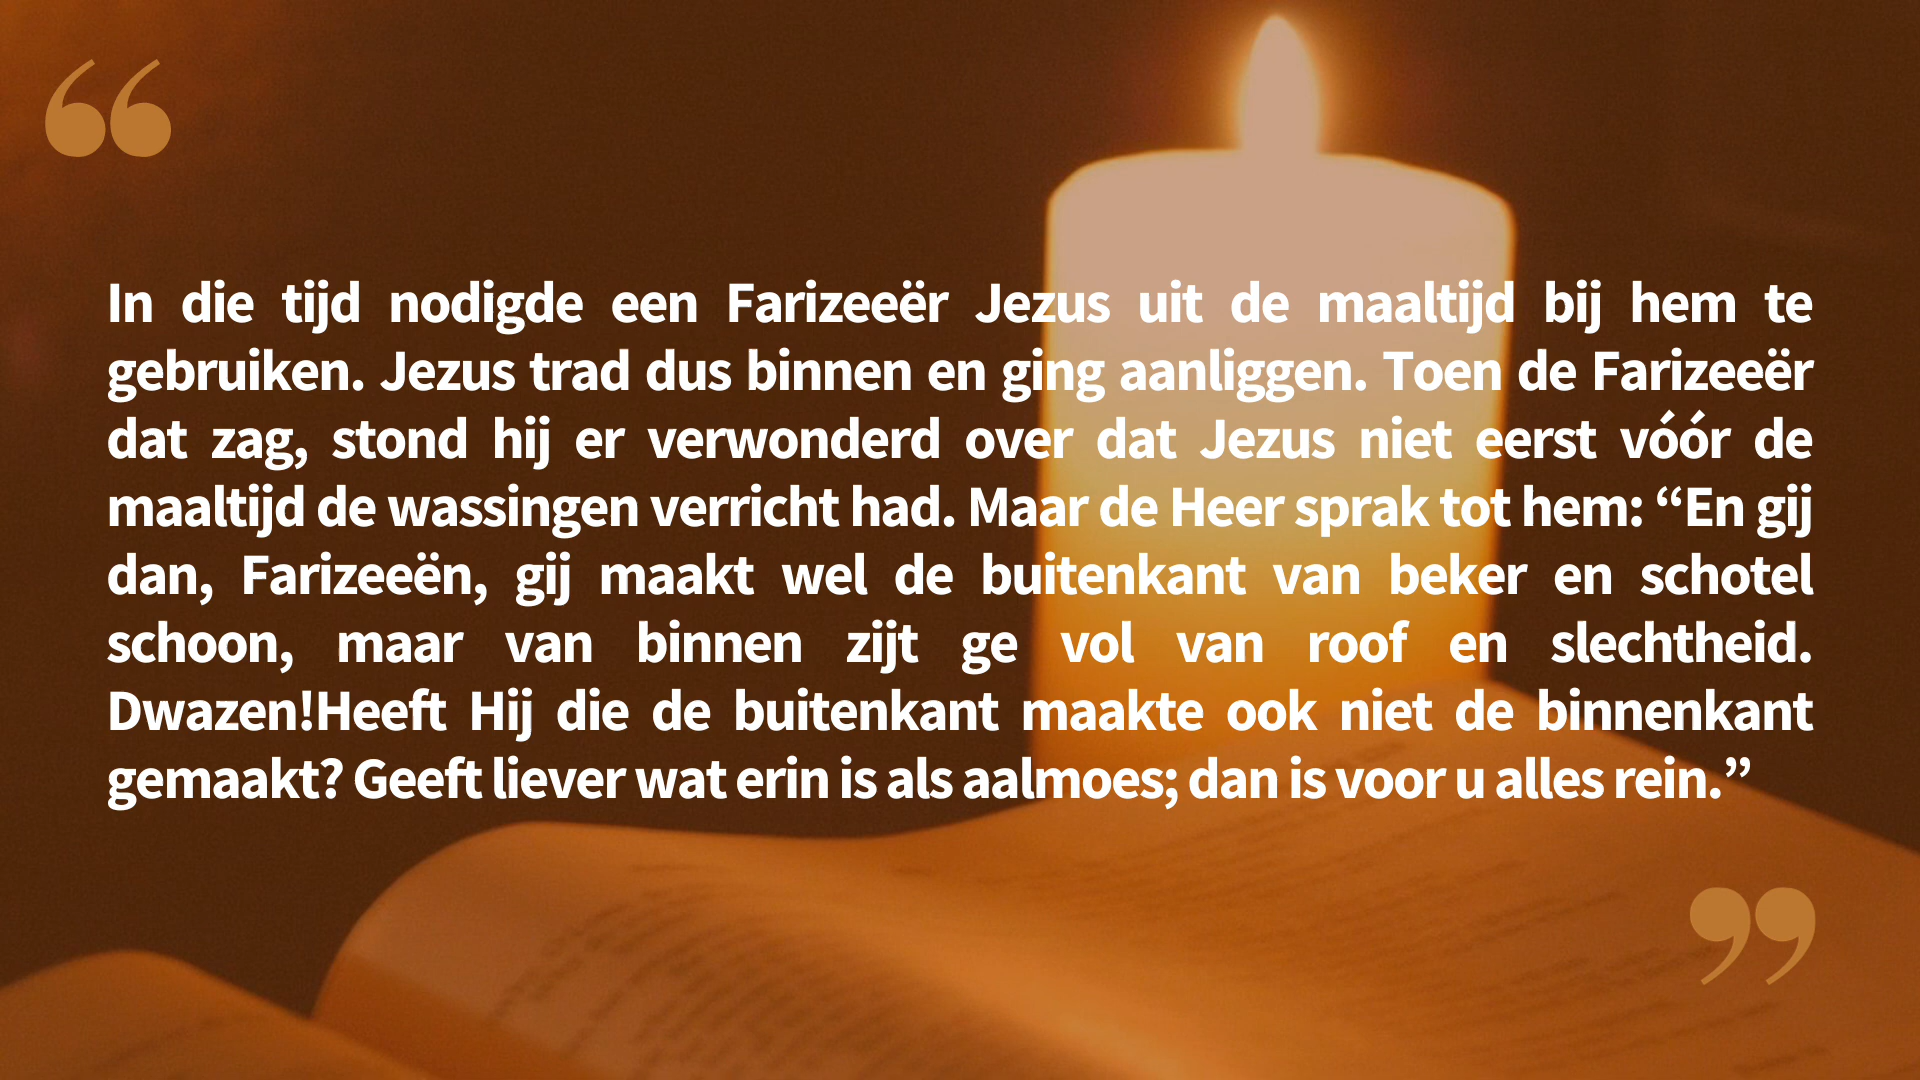 “
In die tijd nodigde een Farizeeër Jezus uit de maaltijd bij hem te
gebruiken. Jezus trad dus binnen en ging aanliggen. Toen de Farizeeër
dat zag, stond hij er verwonderd over dat Jezus niet eerst vóór de
maaltijd de wassingen verricht had. Maar de Heer sprak tot hem: “En gij
dan, Farizeeën, gij maakt wel de buitenkant van beker en schotel
schoon, maar van binnen zijt ge vol van roof en slechtheid.
Dwazen!Heeft Hij die de buitenkant maakte ook niet de binnenkant
gemaakt? Geeft liever wat erin is als aalmoes; dan is voor u alles rein.”
”